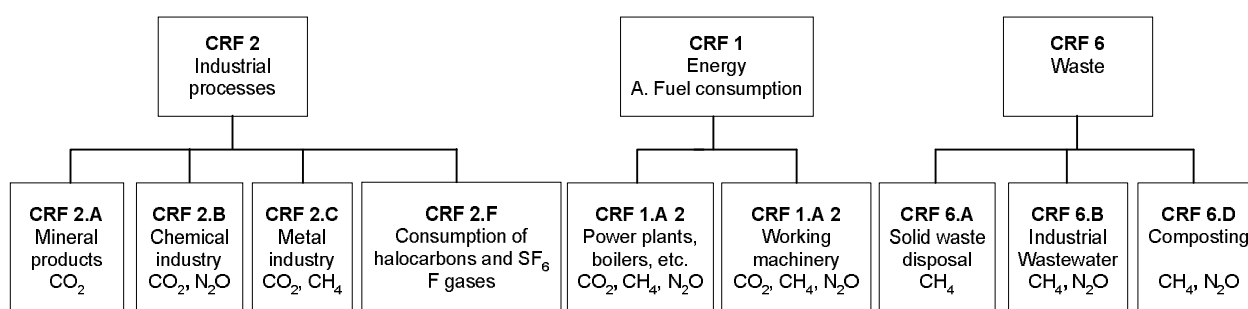 CRF 2
Industrial
processes
CRF 1
Energy
A. Fuel consumption
CRF 6
Waste
CRF 2.A
Mineral
products
CO₂
CRF 2.B
Chemical
industry
CO₂, N₂O
CRF 2.C
Metal
industry
CO₂, CH₄
CRF 2.F
Consumption of
halocarbons and SF₆
F gases
CRF 1.A 2
Power plants,
boilers, etc.
CO₂, CH₄, N₂O
CRF 1.A 2
Working
machinery
CO₂, CH₄, N₂O
CRF 6.A
Solid waste
disposal
CH₄
CRF 6.B
Industrial
Wastewater
CH₄, N₂O
CRF 6.D
Composting
CH₄, N₂O